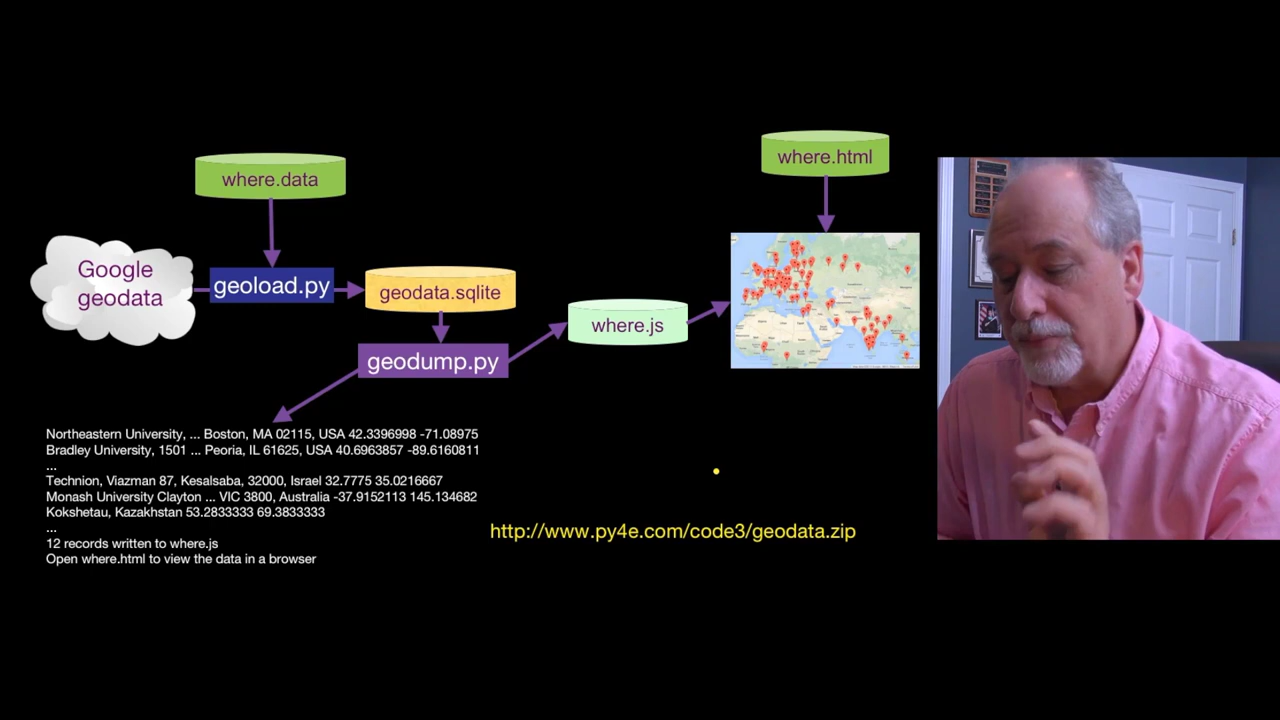 where.html
where.data
Google
geodata
geoload.py
geodata.sqlite
where.js
geodump.py
Northeastern University, ... Boston, MA 02115, USA 42.3396998 -71.08975
Bradley University, 1501 ... Peoria, IL 61625, USA 40.6963857 -89.6160811
...
Technion, Viazman 87, Kesalsaba, 32000, Israel 32.7775 35.0216667
Monash University Clayton ... VIC 3800, Australia -37.9152113 145.134682
Kokshetau, Kazakhstan 53.2833333 69.3833333
...
12 records written to where.js
Open where.html to view the data in a browser
http://www.py4e.com/code3/geodata.zip